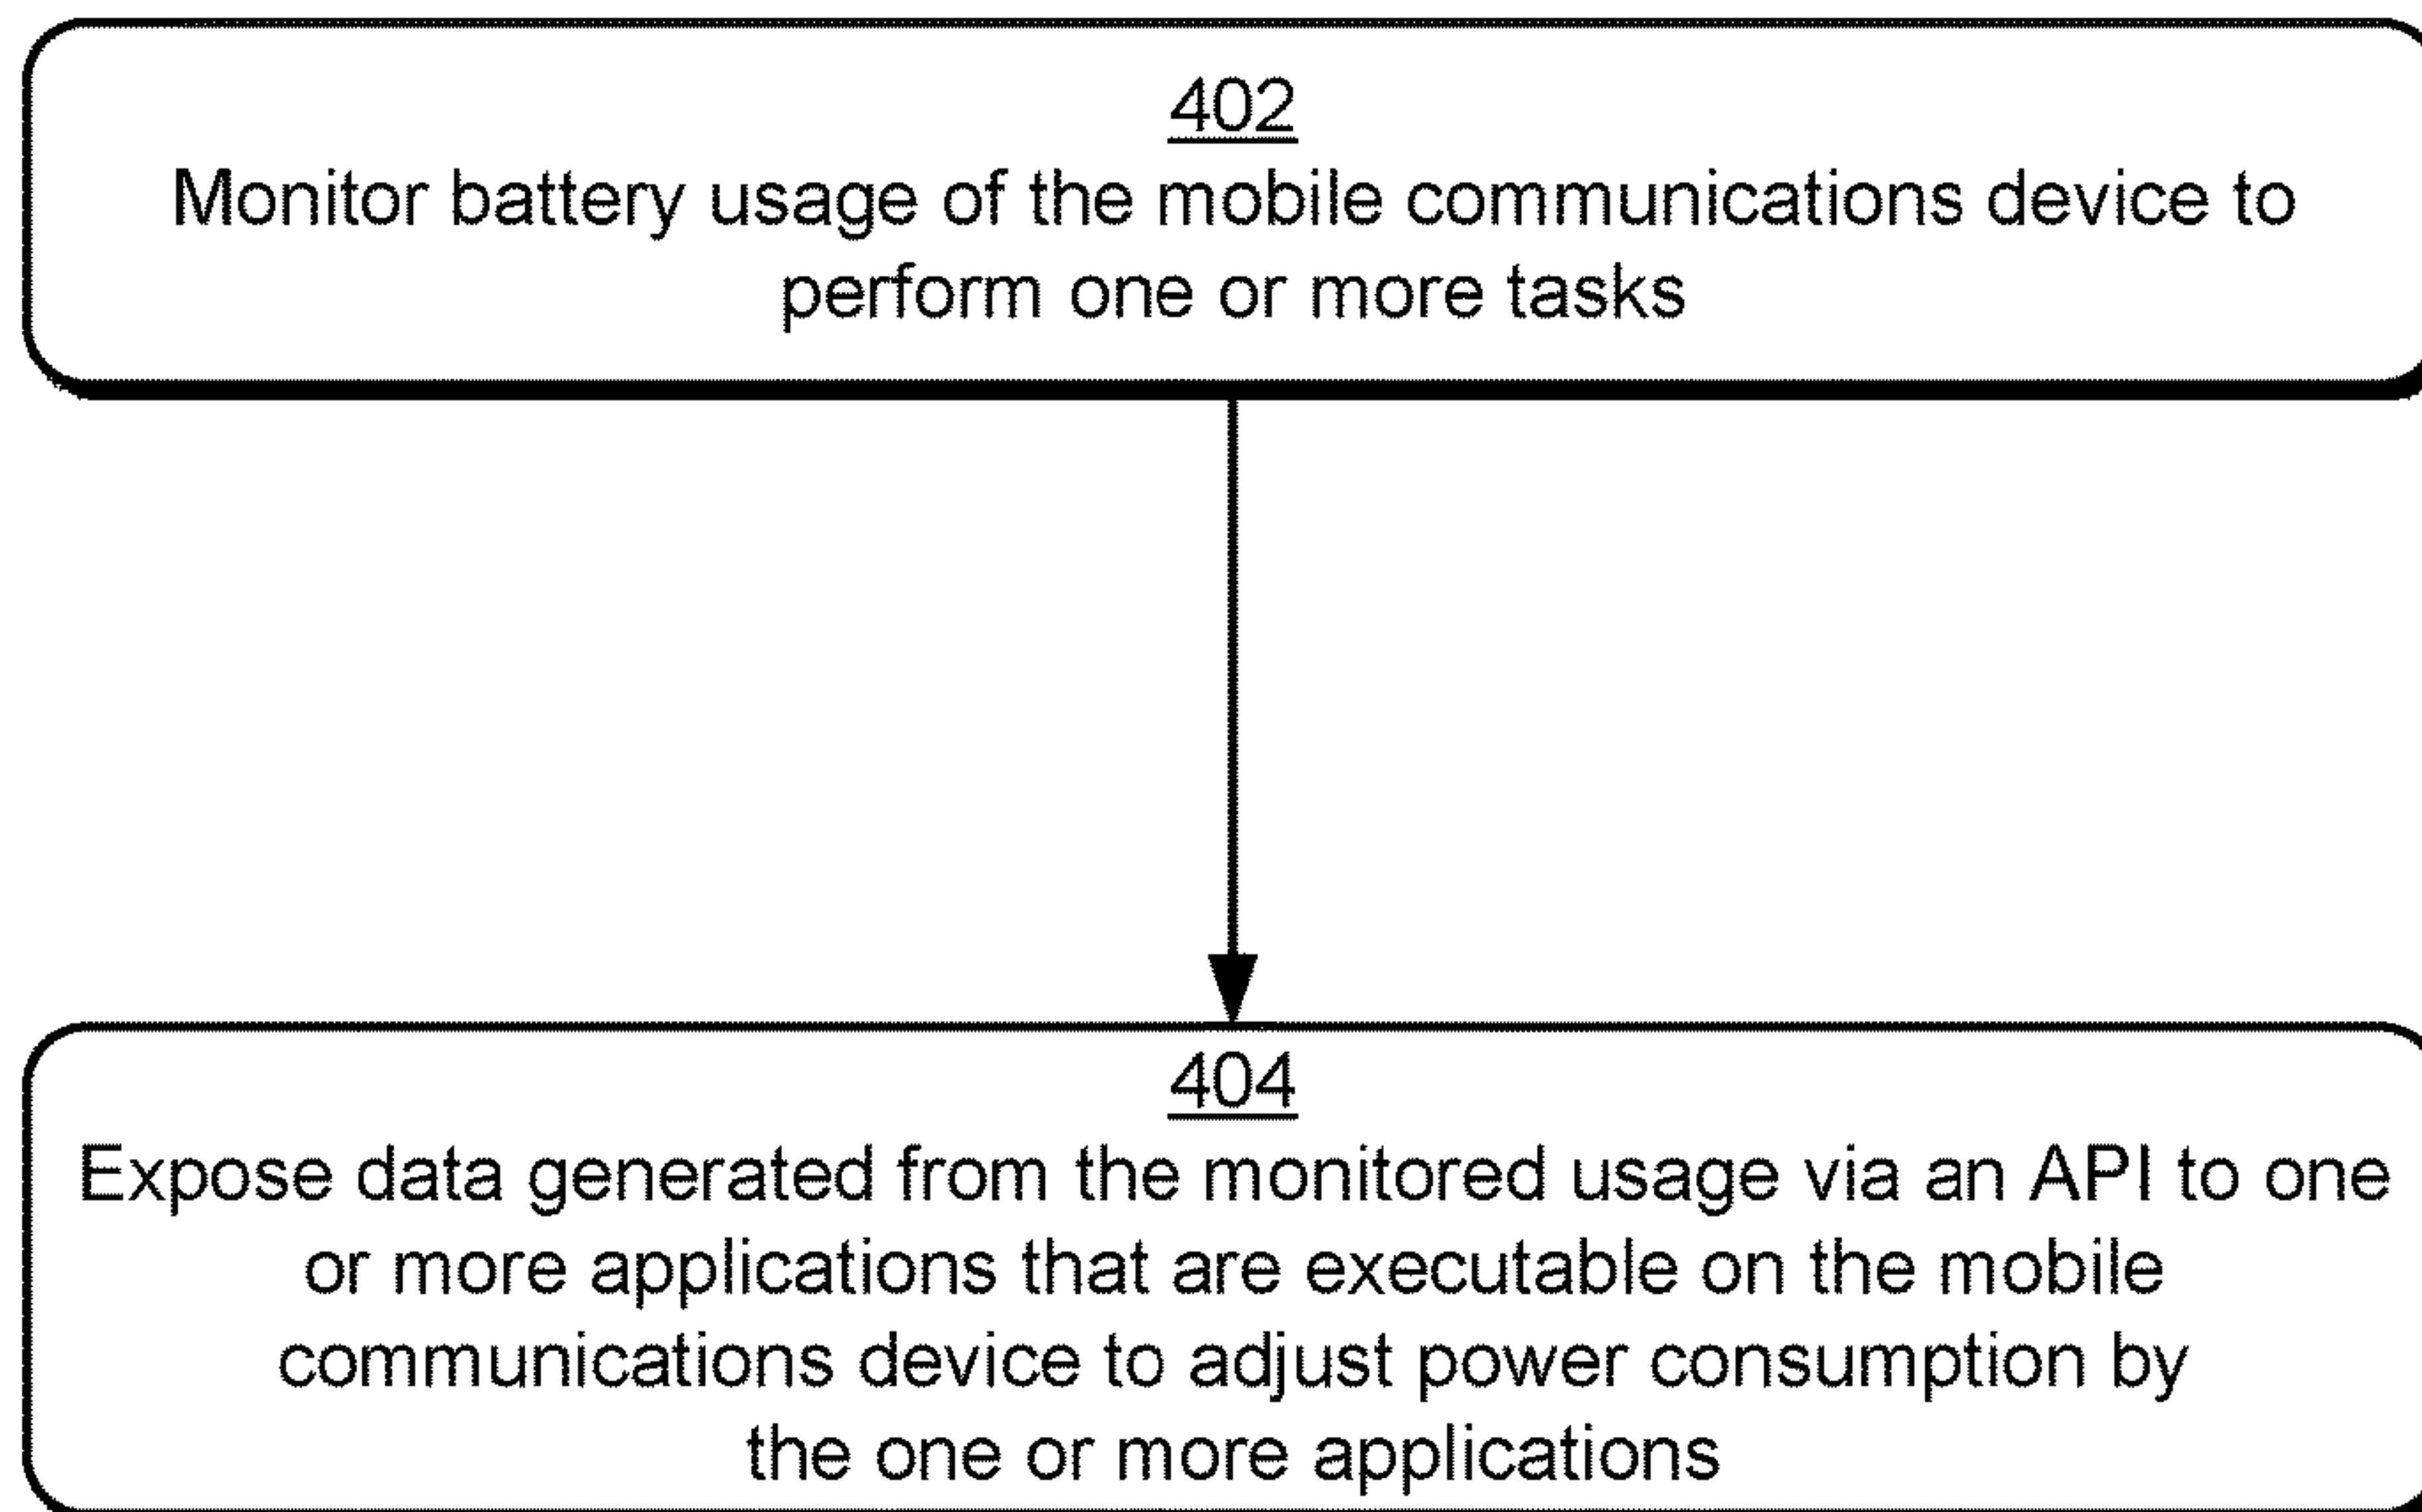 402
Monitor battery usage of the mobile communications device to
perform one or more tasks
404
Expose data generated from the monitored usage via an API to one
or more applications that are executable on the mobile
communications device to adjust power consumption by
the one or more applications